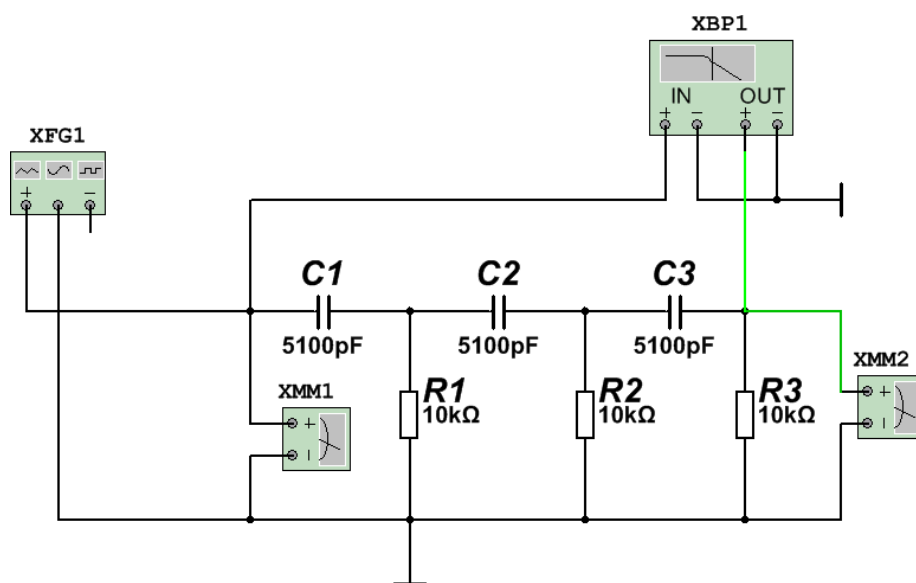 XBP1
IN OUT
+ − + −
XFG1
+ −
C1 C2 C3
5100pF 5100pF 5100pF
XMM2
XMM1 R1 R2 R3
10kΩ 10kΩ 10kΩ
+
−
+
−